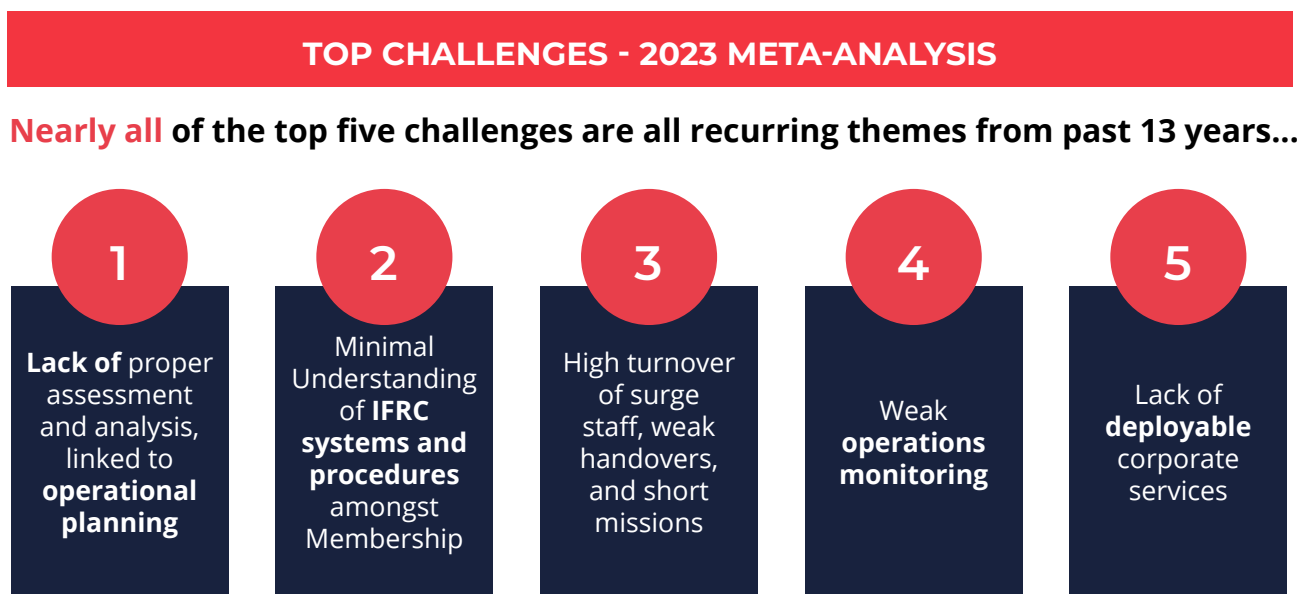 TOP CHALLENGES - 2023 META-ANALYSIS
Nearly all of the top five challenges are all recurring themes from past 13 years...
1
Lack of proper
assessment
and analysis,
linked to
operational
planning
2
Minimal
Understanding
of IFRC
systems and
procedures
amongst
Membership
3
High turnover
of surge
staff, weak
handovers,
and short
missions
4
Weak
operations
monitoring
5
Lack of
deployable
corporate
services